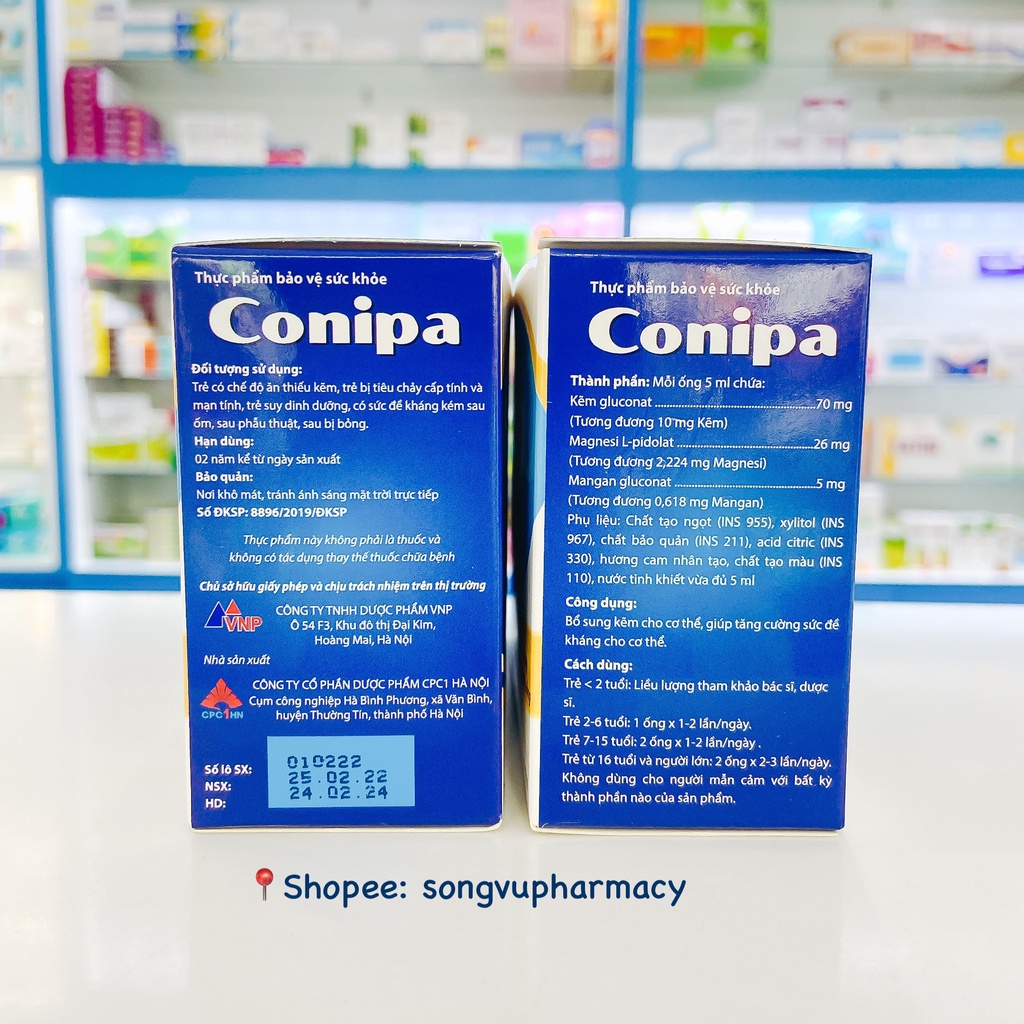 Thực phẩm bảo vệ sức khỏe
Conipa
Đối tượng sử dụng:
Trẻ có chế độ ăn thiếu kẽm, trẻ bị tiêu chảy cấp tính và
mạn tính, trẻ suy dinh dưỡng, có sức đề kháng kém sau
ốm, sau phẫu thuật, sau bị bỏng.
Hạn dùng:
02 năm kể từ ngày sản xuất
Bảo quản:
Nơi khô mát, tránh ánh sáng mặt trời trực tiếp
Số ĐKSP: 8896/2019/ĐKSP
Thực phẩm này không phải là thuốc và
không có tác dụng thay thế thuốc chữa bệnh
Chủ sở hữu giấy phép và chịu trách nhiệm trên thị trường
VNP
CÔNG TY TNHH DƯỢC PHẨM VNP
Ô 54 F3, Khu đô thị Đại Kim,
Hoàng Mai, Hà Nội
Nhà sản xuất
CPC1HN
CÔNG TY CỔ PHẦN DƯỢC PHẨM CPC1 HÀ NỘI
Cụm công nghiệp Hà Bình Phương, xã Văn Bình,
huyện Thường Tín, thành phố Hà Nội
Số lô SX: 010222
NSX: 25.02.22
HD: 24.02.24
Thực phẩm bảo vệ sức khỏe
Conipa
Thành phần: Mỗi ống 5 ml chứa:
Kẽm gluconat ........................................70 mg
(Tương đương 10 mg Kẽm)
Magnesi L-pidolat ..................................26 mg
(Tương đương 2,224 mg Magnesi)
Mangan gluconat ....................................5 mg
(Tương đương 0,618 mg Mangan)
Phụ liệu: Chất tạo ngọt (INS 955), xylitol (INS
967), chất bảo quản (INS 211), acid citric (INS
330), hương cam nhân tạo, chất tạo màu (INS
110), nước tinh khiết vừa đủ 5 ml
Công dụng:
Bổ sung kẽm cho cơ thể, giúp tăng cường sức đề
kháng cho cơ thể.
Cách dùng:
Trẻ < 2 tuổi: Liều lượng tham khảo bác sĩ, dược
sĩ.
Trẻ 2-6 tuổi: 1 ống x 1-2 lần/ngày.
Trẻ 7-15 tuổi: 2 ống x 1-2 lần/ngày .
Trẻ từ 16 tuổi và người lớn: 2 ống x 2-3 lần/ngày.
Không dùng cho người mẫn cảm với bất kỳ
thành phần nào của sản phẩm.
Shopee: songvupharmacy